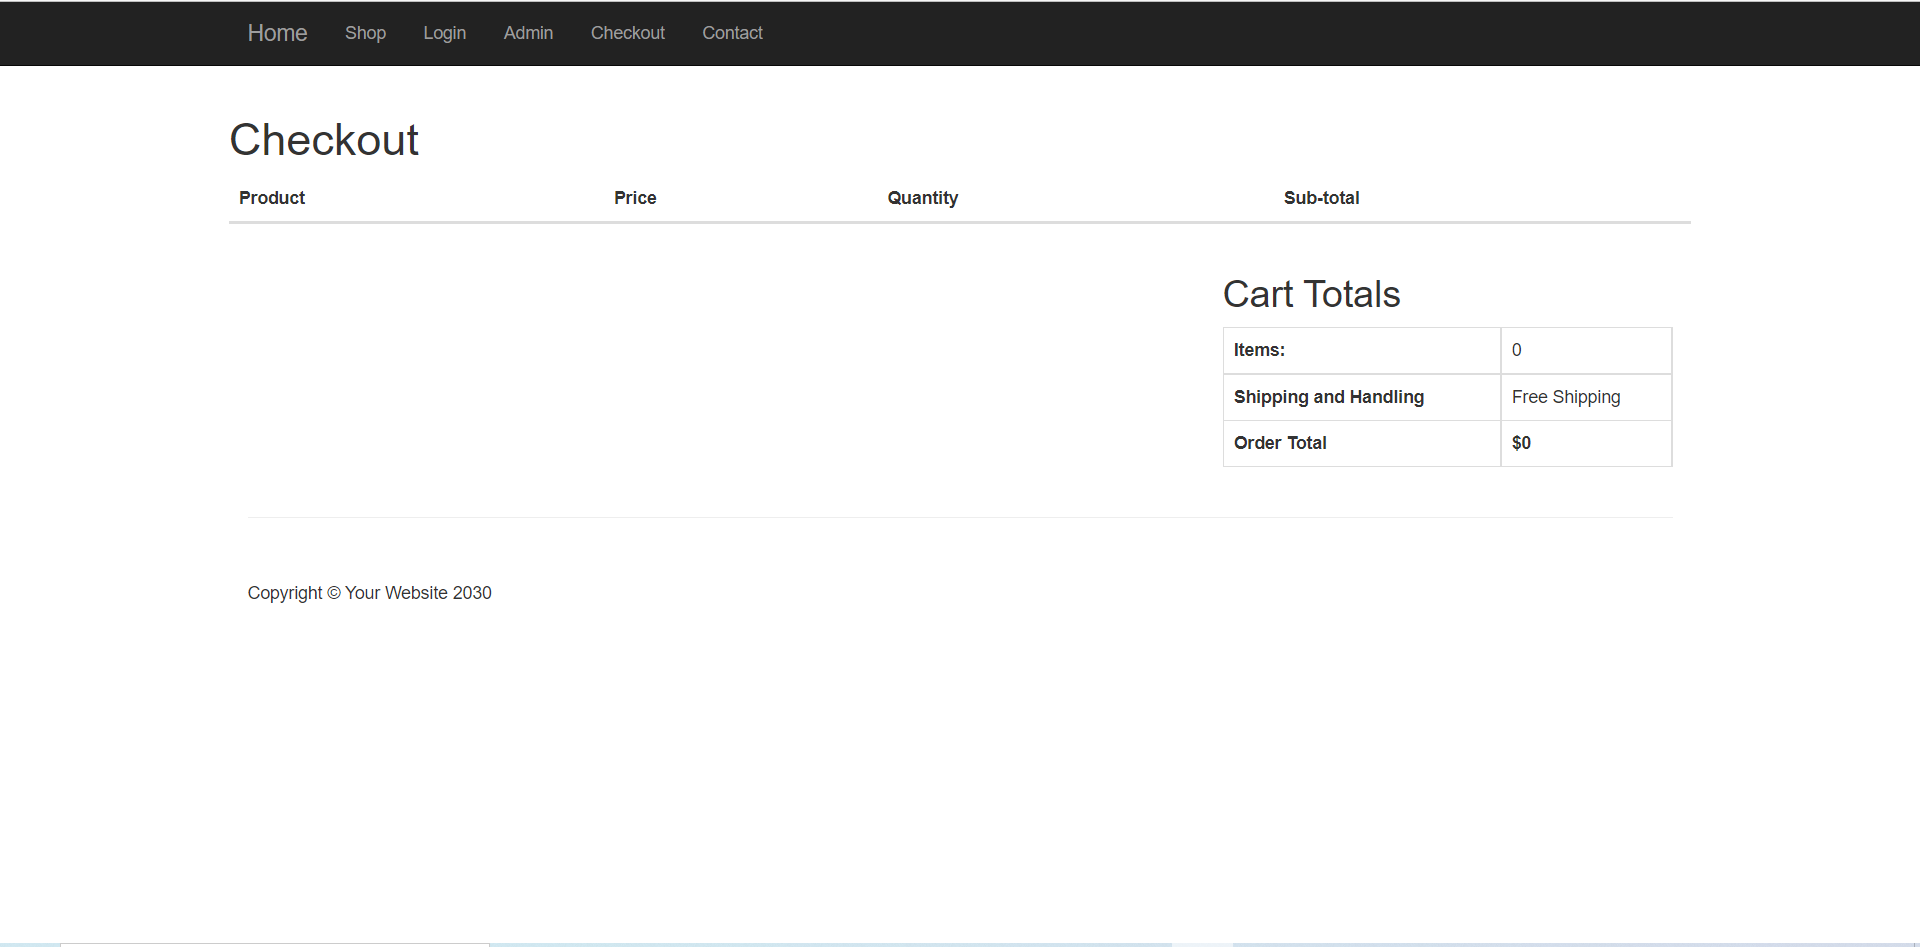 Home Shop Login Admin Checkout Contact
Checkout
Product Price Quantity Sub-total
Cart Totals
Items: 0
Shipping and Handling Free Shipping
Order Total $0
Copyright © Your Website 2030